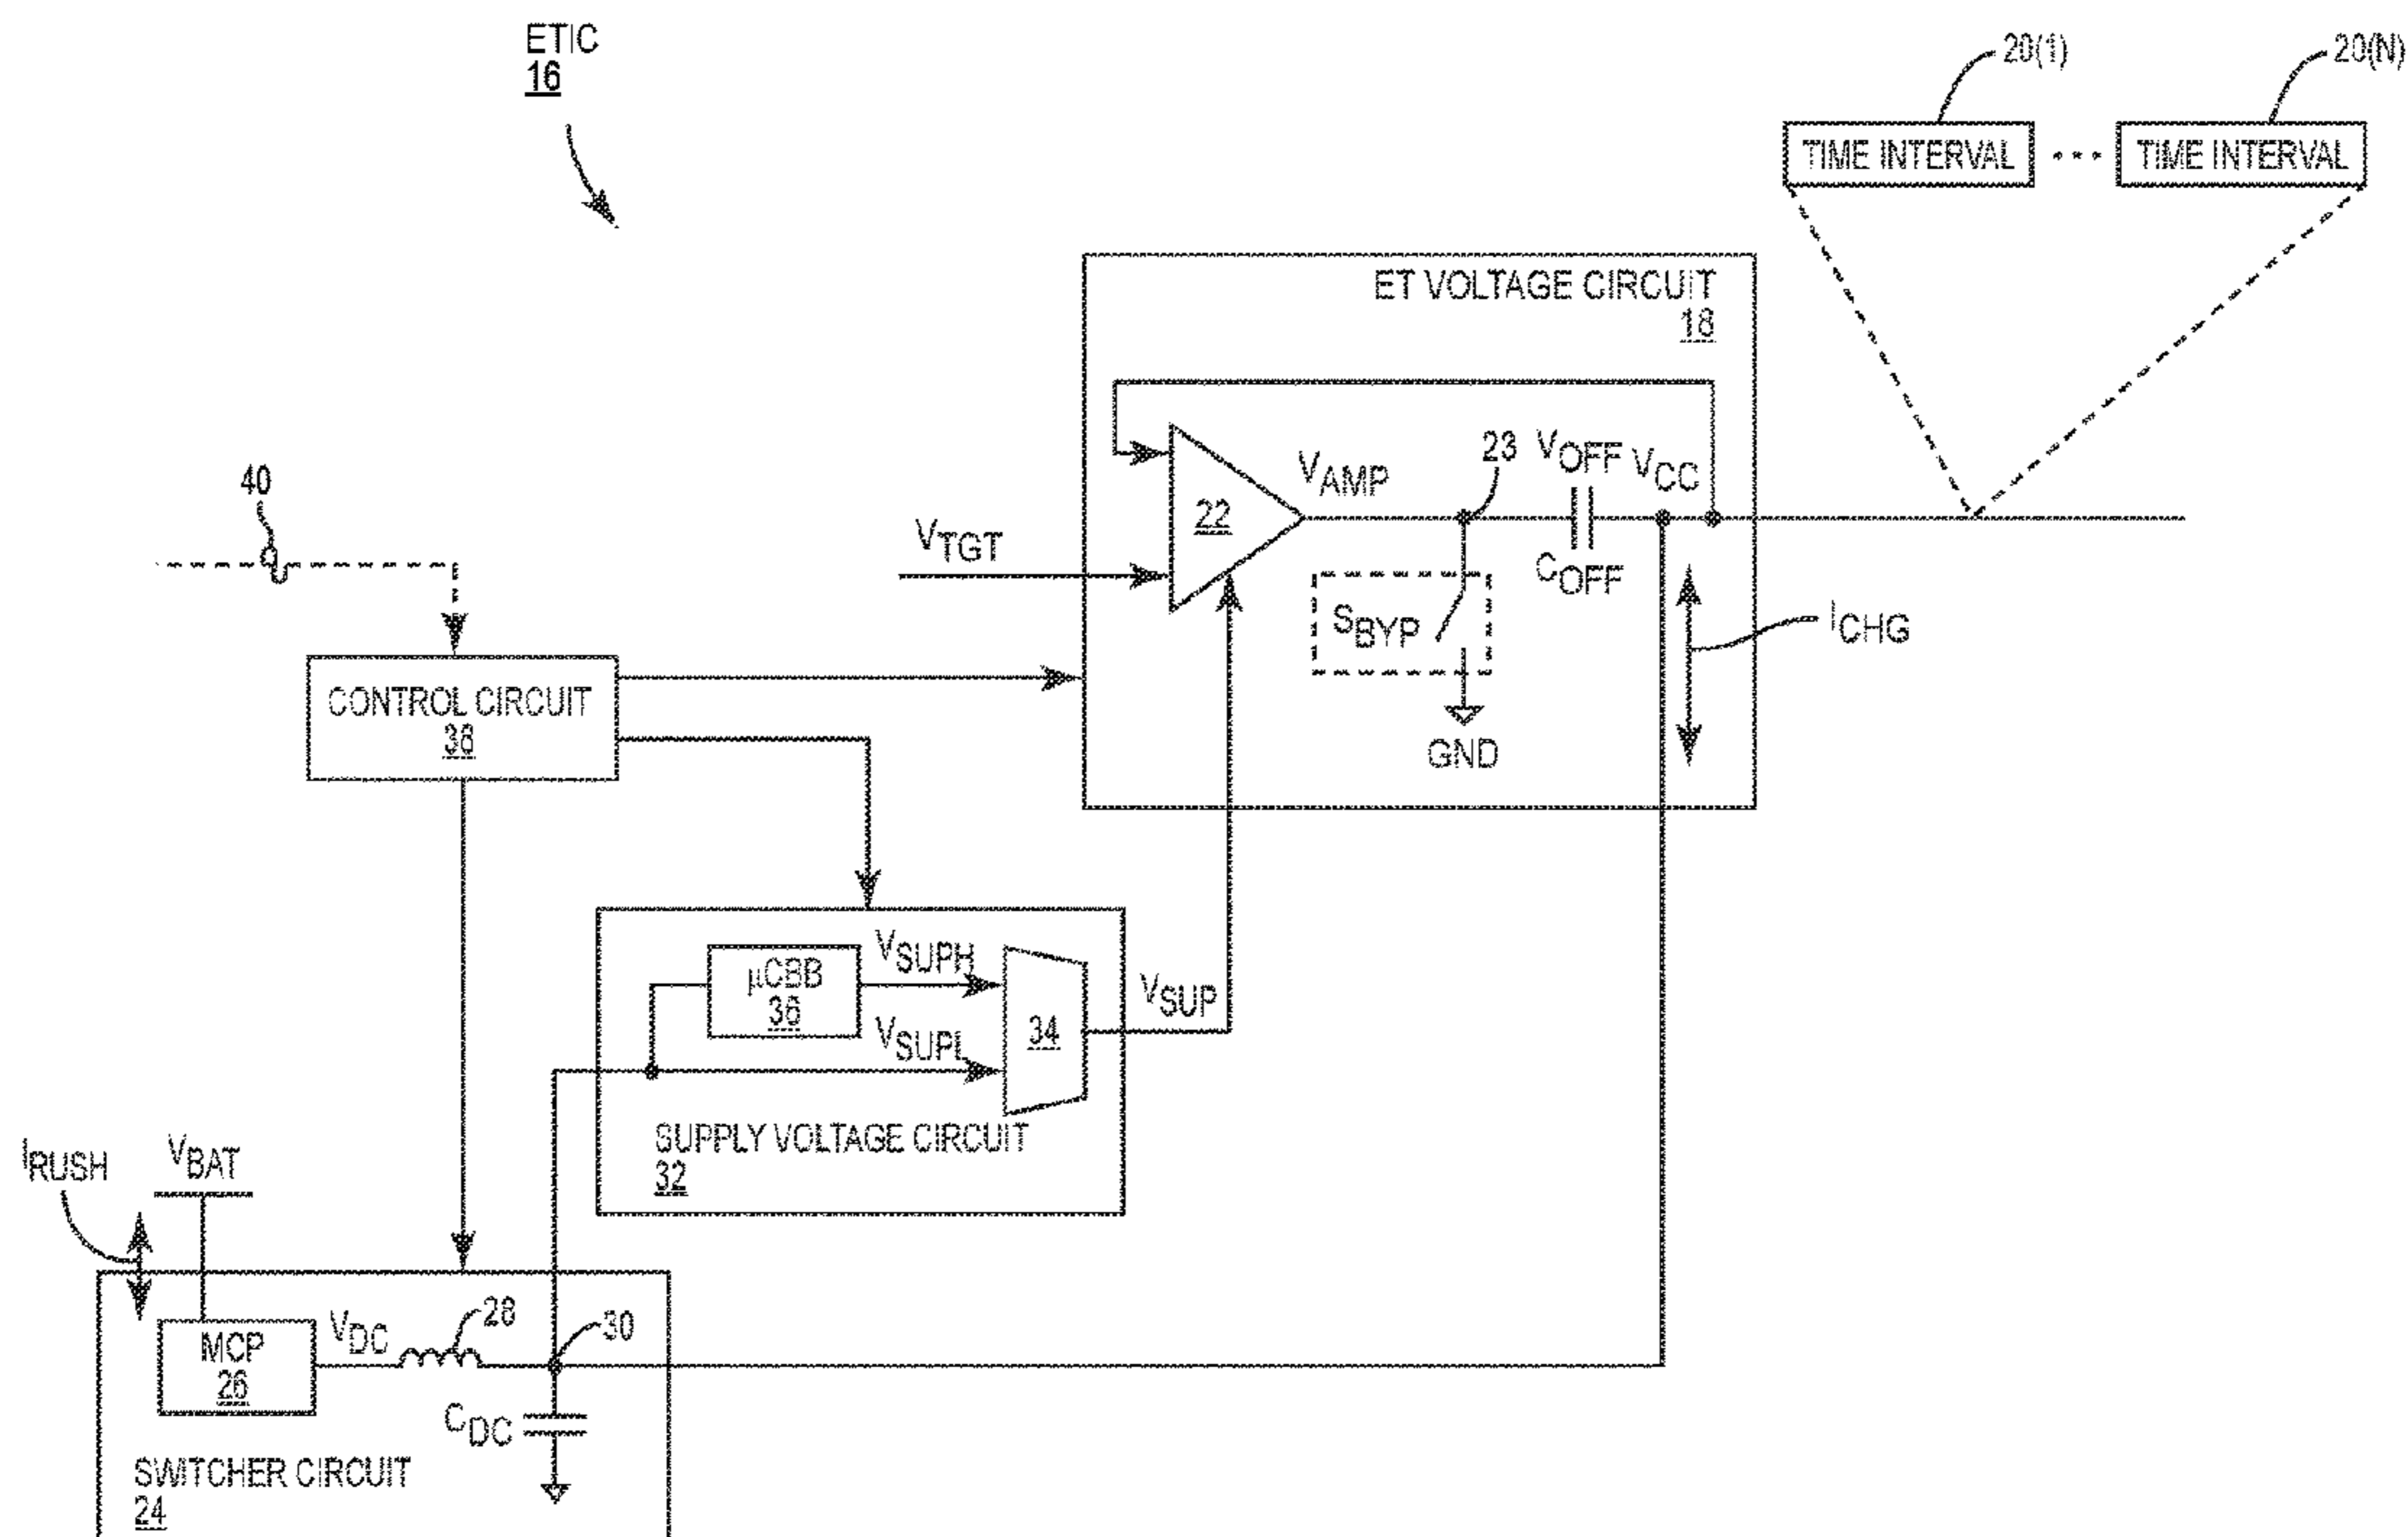 ETIC
16
20(1)
20(N)
TIME INTERVAL
TIME INTERVAL
ET VOLTAGE CIRCUIT
18
40
VTGT
22
VAMP
23
VOFF
VCC
COFF
SBYP
ICHG
GND
CONTROL CIRCUIT
38
µCBB
36
VSUPH
VSUPL
34
VSUP
SUPPLY VOLTAGE CIRCUIT
32
IRUSH
VBAT
MCP
26
VDC
28
30
CDC
SWITCHER CIRCUIT
24